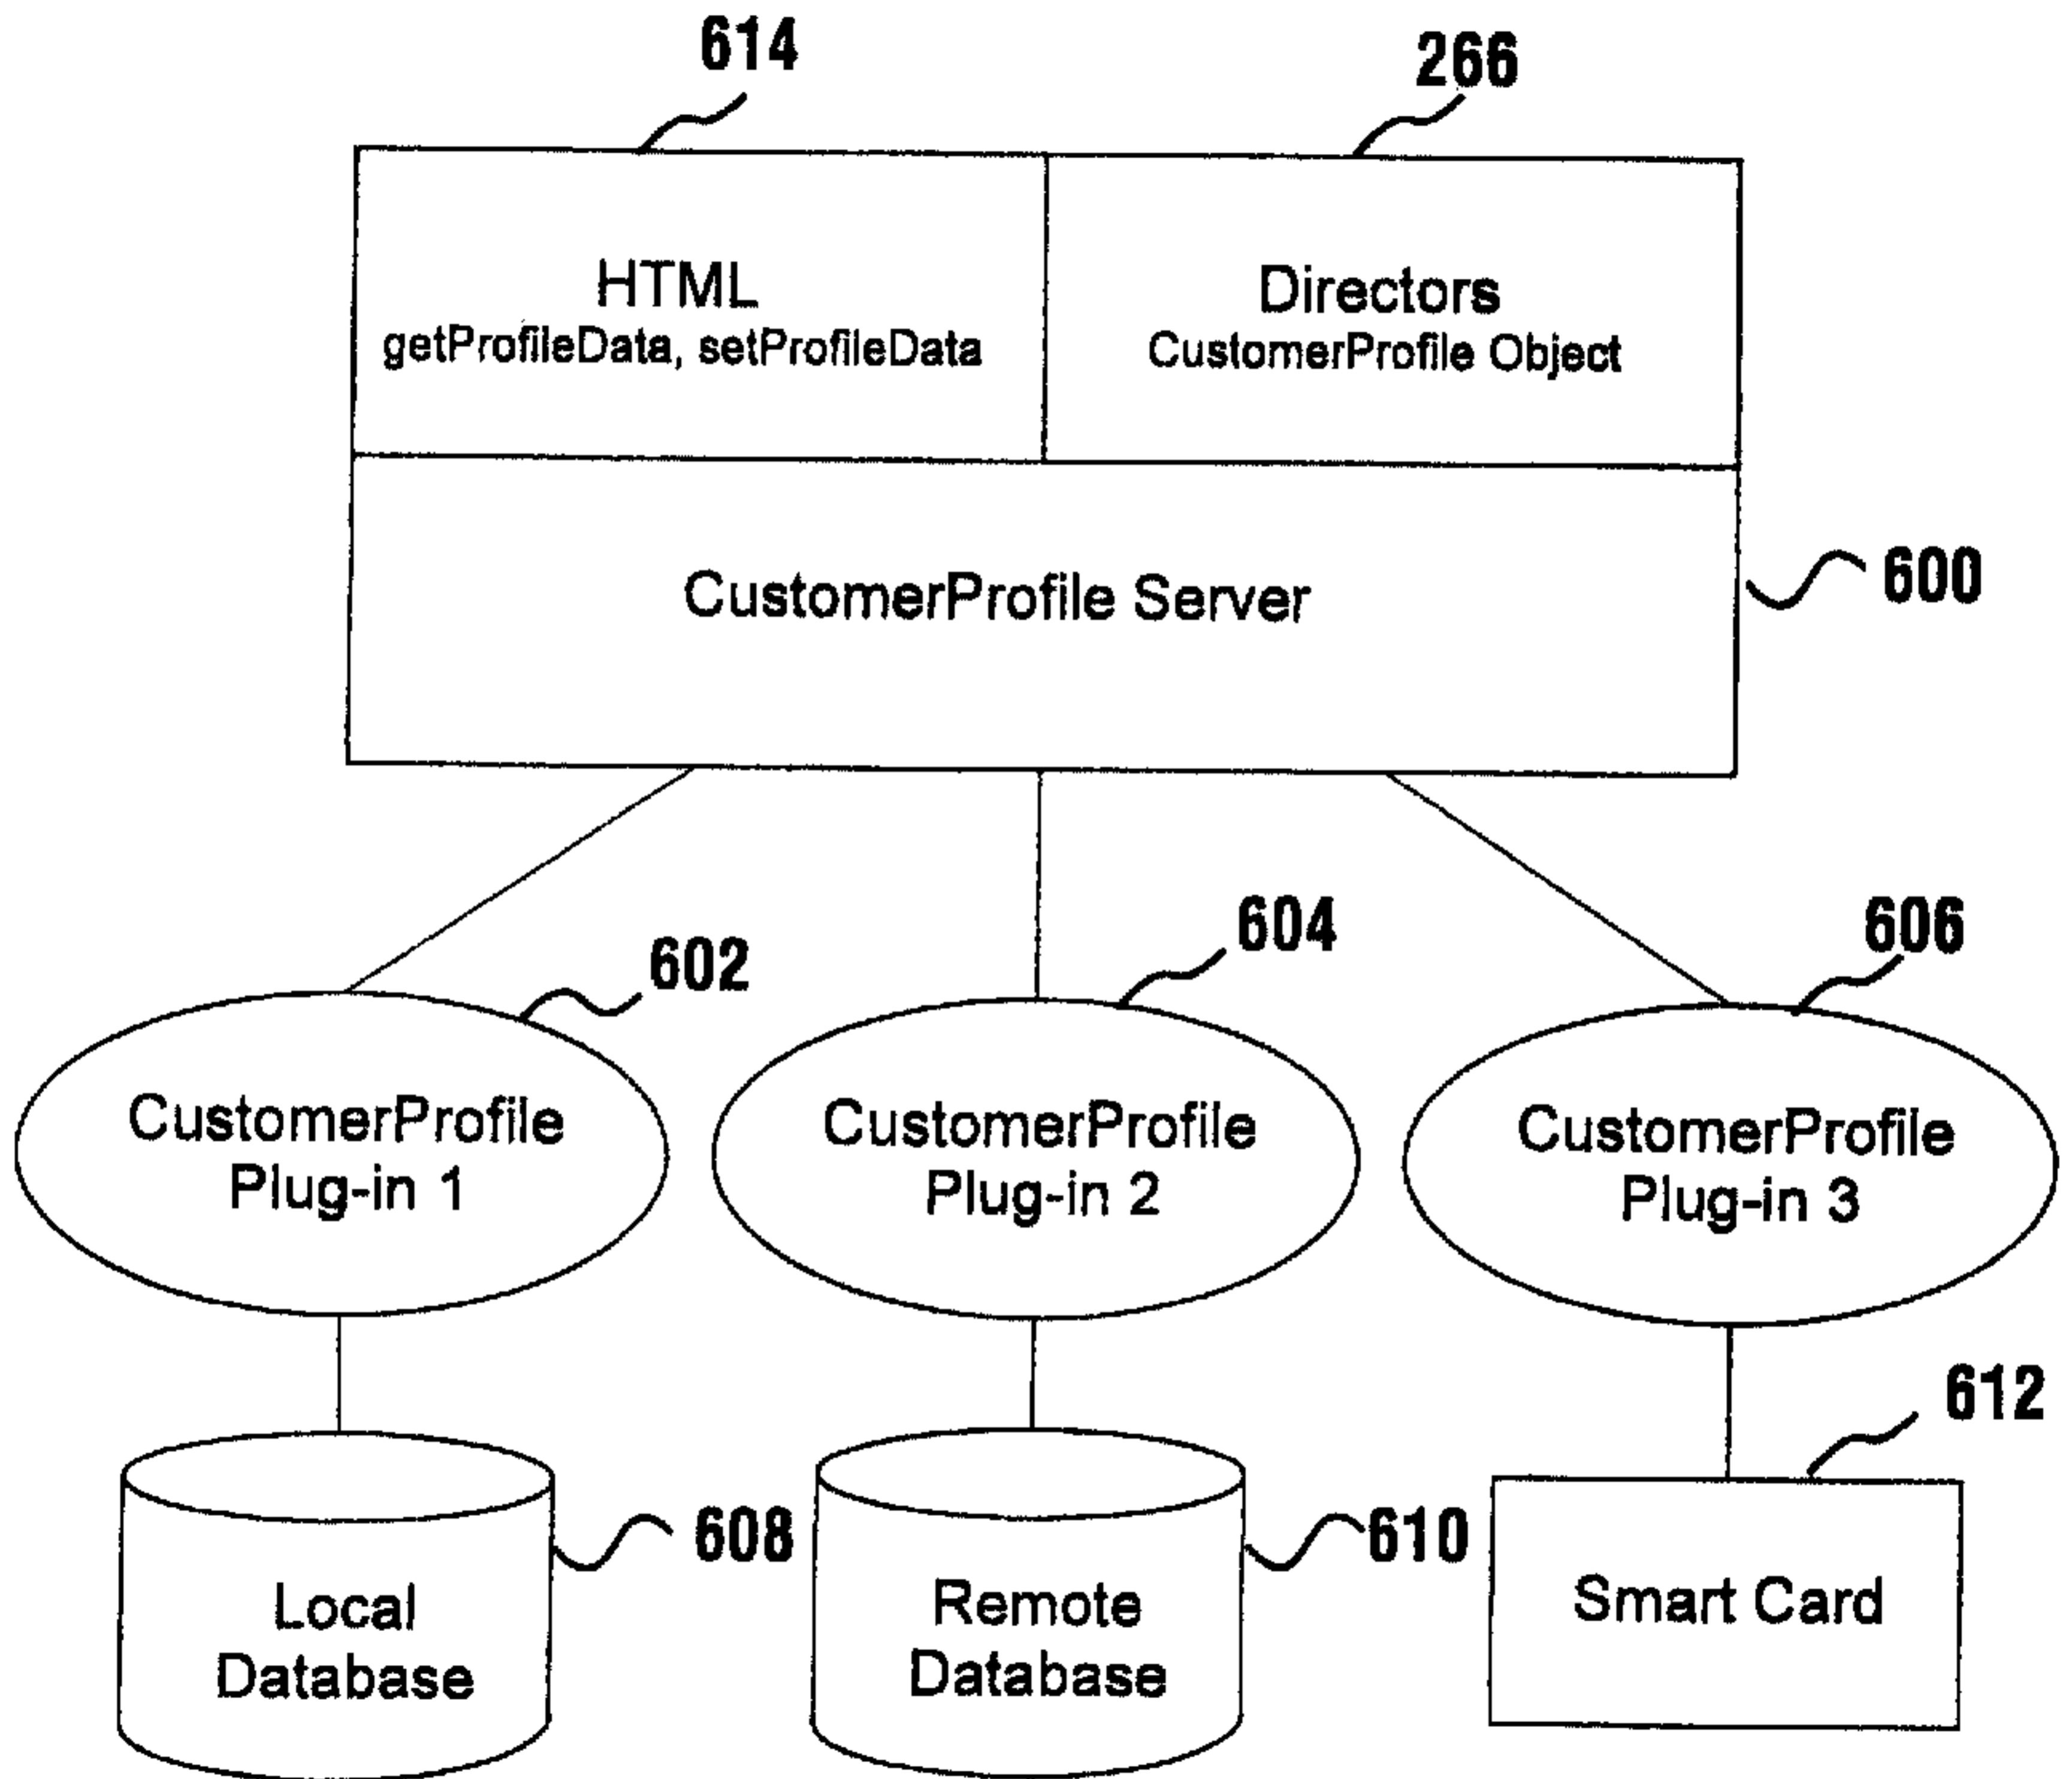 614
266
HTML
getProfileData, setProfileData
Directors
CustomerProfile Object
CustomerProfile Server
600
602
604
606
CustomerProfile
Plug-in 1
CustomerProfile
Plug-in 2
CustomerProfile
Plug-in 3
612
608
610
Local
Database
Remote
Database
Smart Card